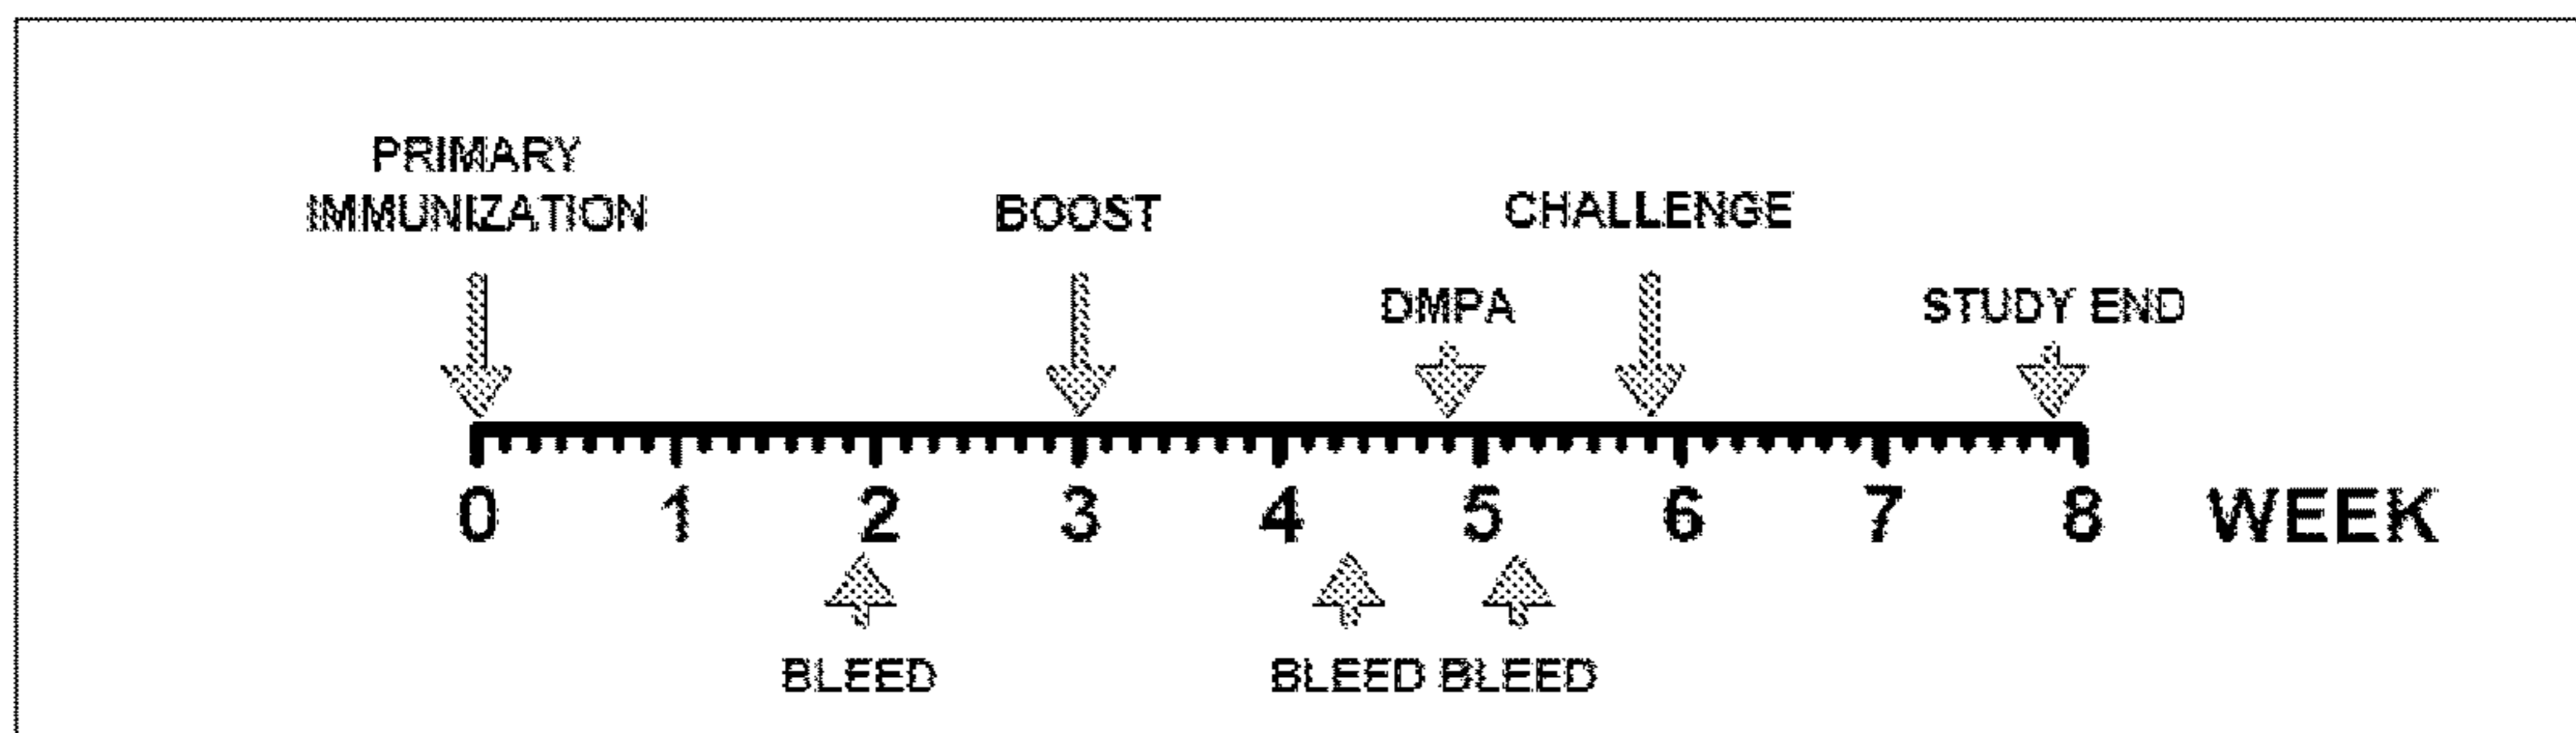 PRIMARY
IMMUNIZATION
BOOST
CHALLENGE
DMPA
STUDY END
0 1 2 3 4 5 6 7 8 WEEK
BLEED
BLEED BLEED